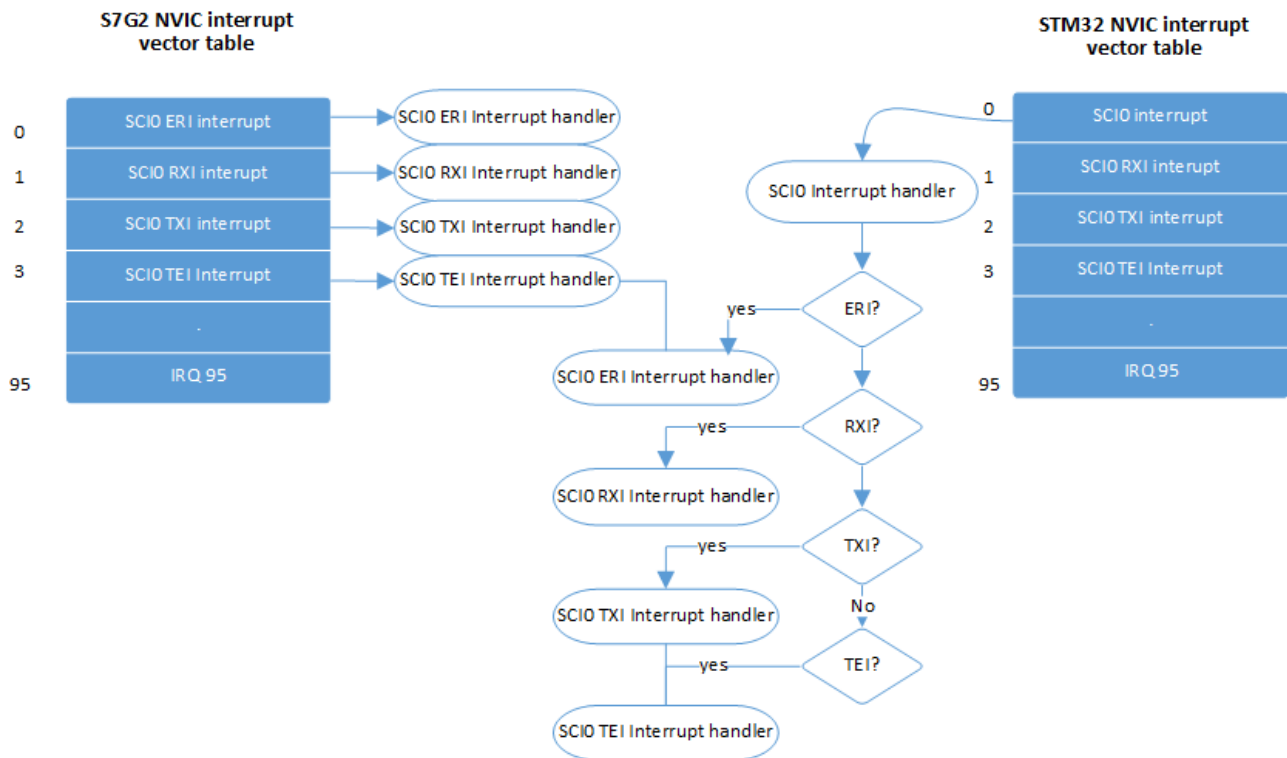 S7G2 NVIC interrupt
vector table
0
SCI0 ERI interrupt
1
SCI0 RXI interupt
2
SCI0 TXI interrupt
3
SCI0 TEI Interrupt
.
95
IRQ 95
SCI0 ERI Interrupt handler
SCI0 RXI Interrupt handler
SCI0 TXI Interrupt handler
SCI0 TEI Interrupt handler
STM32 NVIC interrupt
vector table
0
SCI0 interrupt
1
SCI0 RXI interupt
2
SCI0 TXI interrupt
3
SCI0 TEI Interrupt
.
95
IRQ 95
SCI0 Interrupt handler
ERI?
yes
SCI0 ERI Interrupt handler
RXI?
yes
SCI0 RXI Interrupt handler
TXI?
yes
SCI0 TXI Interrupt handler
No
TEI?
yes
SCI0 TEI Interrupt handler